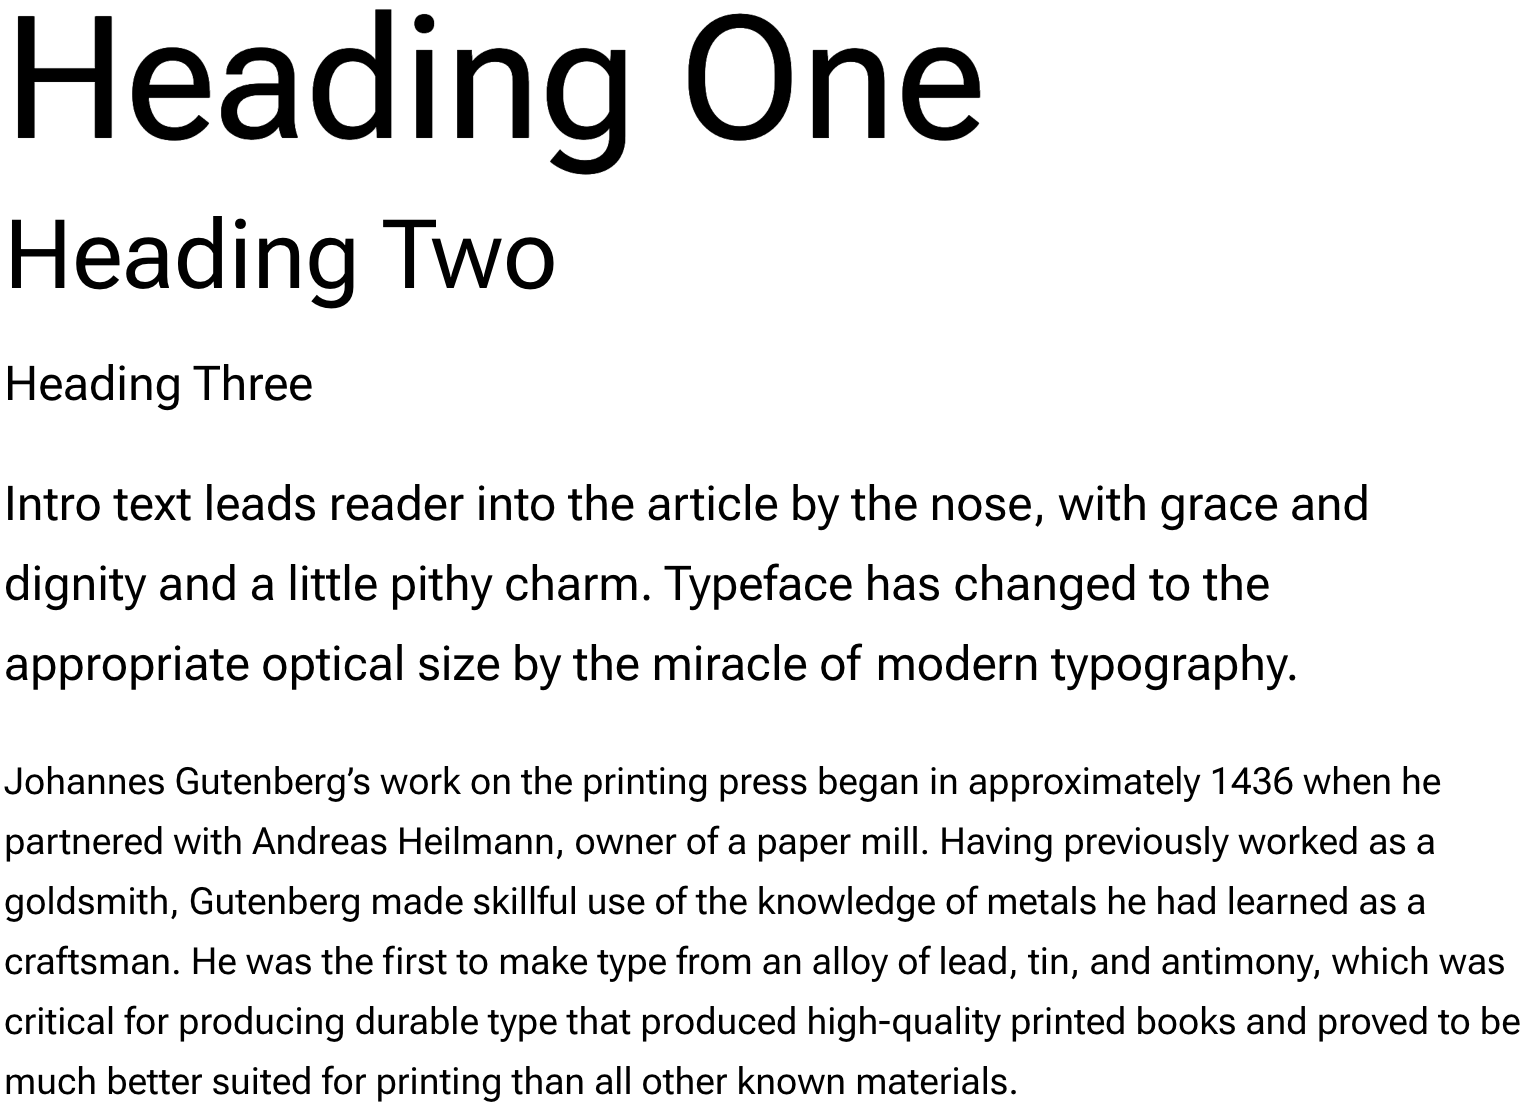 Heading One
Heading Two
Heading Three
Intro text leads reader into the article by the nose, with grace and
dignity and a little pithy charm. Typeface has changed to the
appropriate optical size by the miracle of modern typography.
Johannes Gutenberg’s work on the printing press began in approximately 1436 when he
partnered with Andreas Heilmann, owner of a paper mill. Having previously worked as a
goldsmith, Gutenberg made skillful use of the knowledge of metals he had learned as a
craftsman. He was the first to make type from an alloy of lead, tin, and antimony, which was
critical for producing durable type that produced high-quality printed books and proved to be
much better suited for printing than all other known materials.